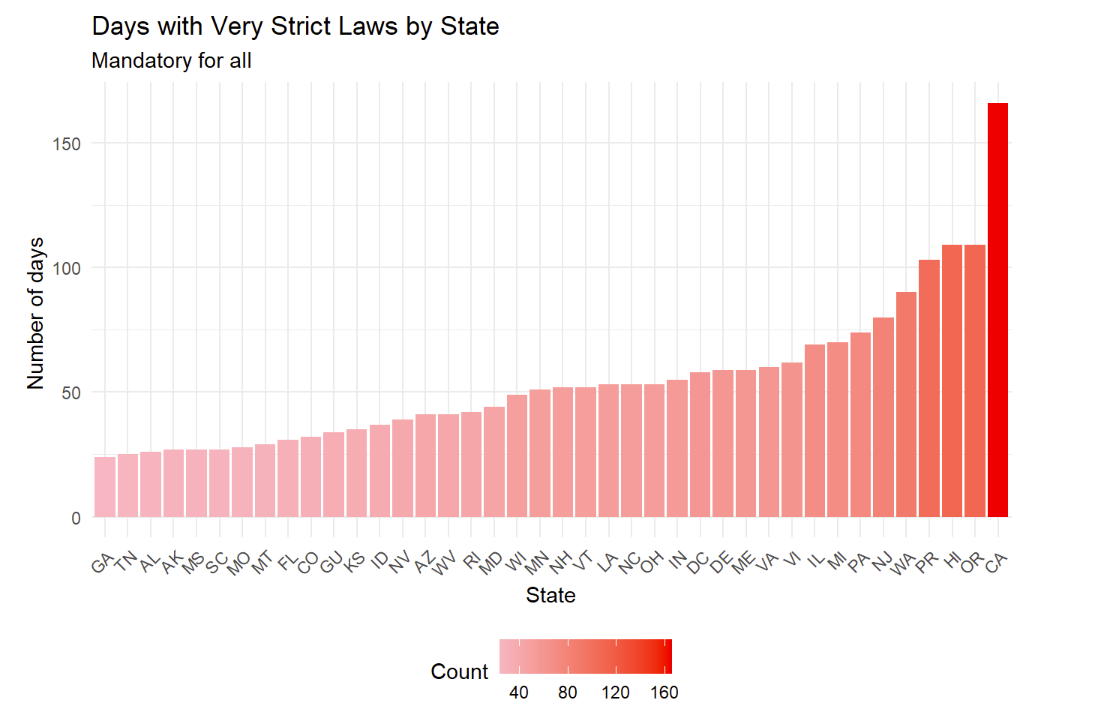 Days with Very Strict Laws by State
Mandatory for all
Number of days
150
100
50
0
GA TN AL AK MS SC MO MT FL CO GU KS ID NV AZ WV RI MD WI MN NH VT LA NC OH IN DC DE ME VA VI IL MI PA NJ WA PR HI OR CA
State
Count
40 80 120 160